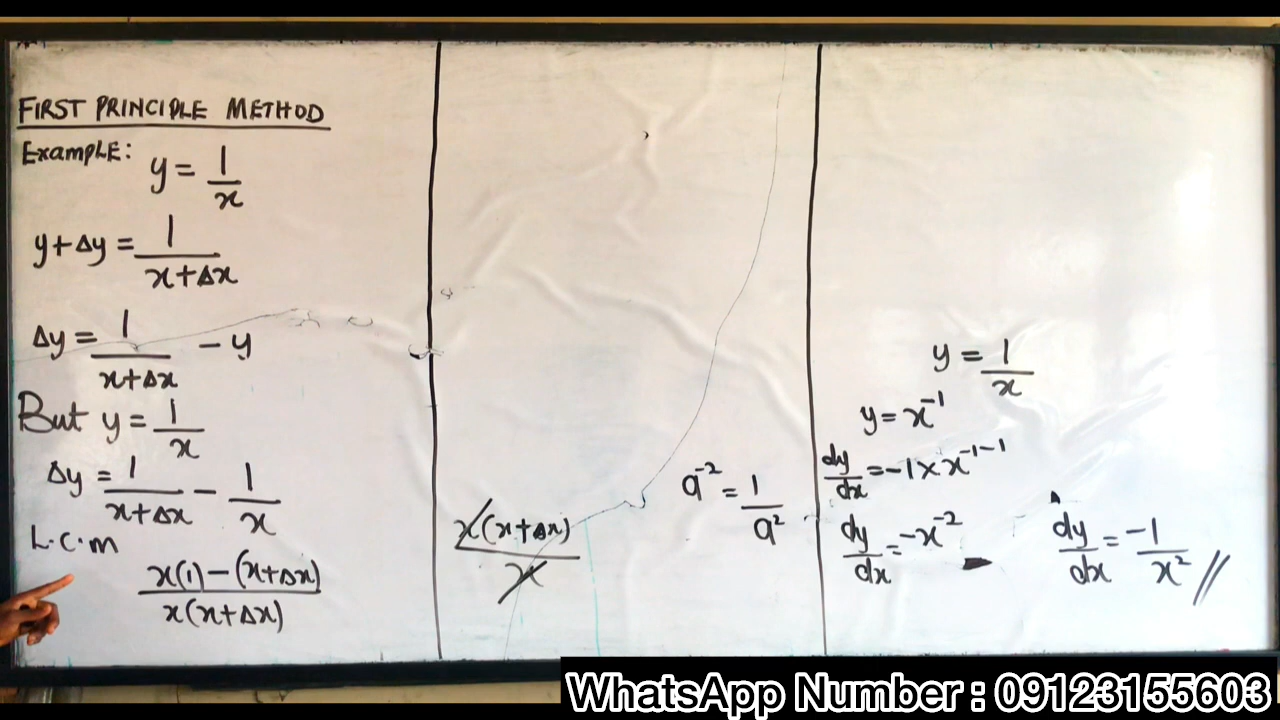 FIRST PRINCIPLE METHOD
Example:
y = 1/x
y+Δy = 1/(x+Δx)
Δy = 1/(x+Δx) - y
But y = 1/x
Δy = 1/(x+Δx) - 1/x
L.C.M
(x(1) - (x+Δx))/(x(x+Δx))
x(x+Δx)/x
a⁻² = 1/a²
y = 1/x
y = x⁻¹
dy/dx = -1 × x⁻¹⁻¹
dy/dx = -x⁻²
dy/dx = -1/x² //
WhatsApp Number : 09123155603